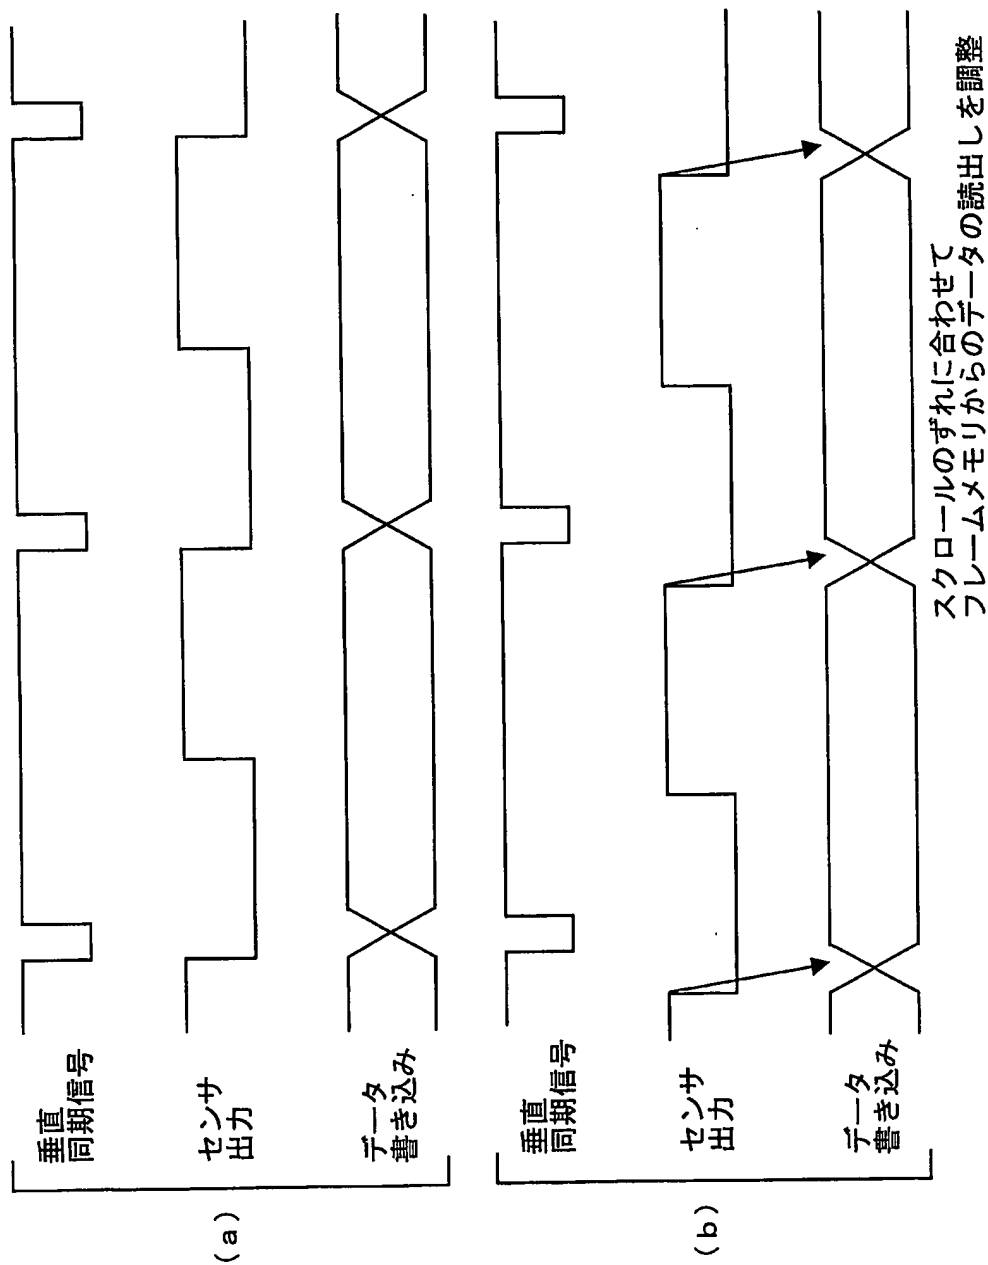 (a)
垂直
同期信号
センサ
出力
データ
書き込み
(b)
垂直
同期信号
センサ
出力
データ
書き込み
スクロールのずれに合わせて
フレームメモリからのデータの読出しを調整